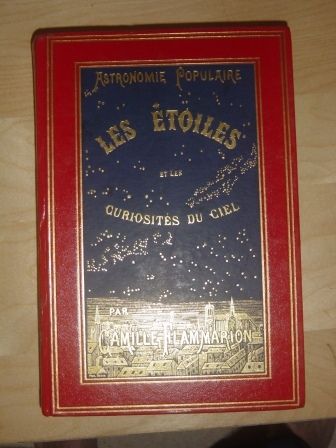 ASTRONOMIE POPULAIRE
LES ÉTOILES
ET LES
CURIOSITÉS DU CIEL
PAR
CAMILLE FLAMMARION